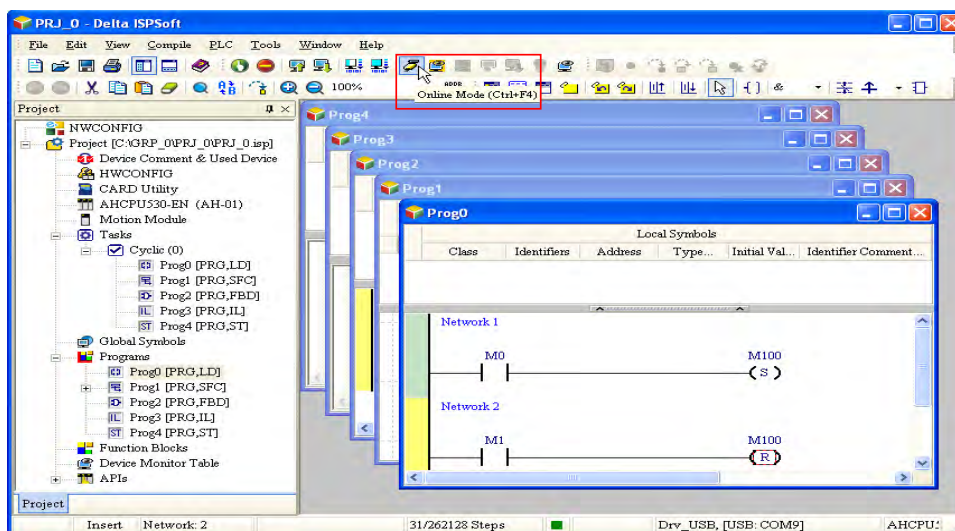 PRJ_0 - Delta ISPSoft
File Edit View Compile PLC Tools Window Help
100%
ADDR
Online Mode (Ctrl+F4)
Project
NWCONFIG
Project [C:\GRP_0\PRJ_0\PRJ_0.isp]
Device Comment & Used Device
HWCONFIG
CARD Utility
AHCPU530-EN (AH-01)
Motion Module
Tasks
Cyclic (0)
Prog0 [PRG,LD]
Prog1 [PRG,SFC]
Prog2 [PRG,FBD]
Prog3 [PRG,IL]
Prog4 [PRG,ST]
Global Symbols
Programs
Prog0 [PRG,LD]
Prog1 [PRG,SFC]
Prog2 [PRG,FBD]
Prog3 [PRG,IL]
Prog4 [PRG,ST]
Function Blocks
Device Monitor Table
APIs
Project
Prog4
Prog3
Prog2
Prog1
Prog0
Local Symbols
Class Identifiers Address Type... Initial Val... Identifier Comment...
Network 1
M0 M100
S
Network 2
M1 M100
R
Insert Network: 2 31/262128 Steps Drv_USB, [USB: COM9] AHCPU: